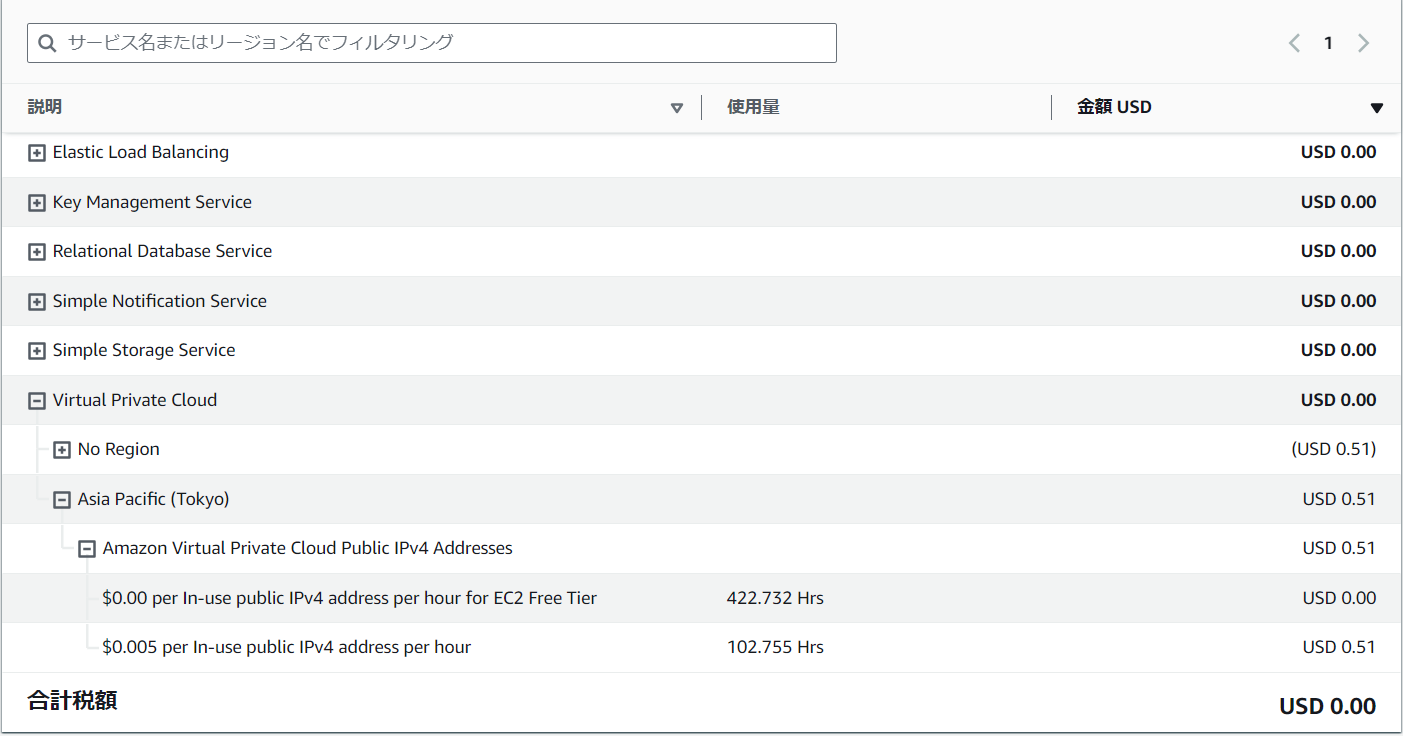 サービス名またはリージョン名でフィルタリング
1
説明 使用量 金額 USD
Elastic Load Balancing USD 0.00
Key Management Service USD 0.00
Relational Database Service USD 0.00
Simple Notification Service USD 0.00
Simple Storage Service USD 0.00
Virtual Private Cloud USD 0.00
No Region (USD 0.51)
Asia Pacific (Tokyo) USD 0.51
Amazon Virtual Private Cloud Public IPv4 Addresses USD 0.51
$0.00 per In-use public IPv4 address per hour for EC2 Free Tier 422.732 Hrs USD 0.00
$0.005 per In-use public IPv4 address per hour 102.755 Hrs USD 0.51
合計税額 USD 0.00